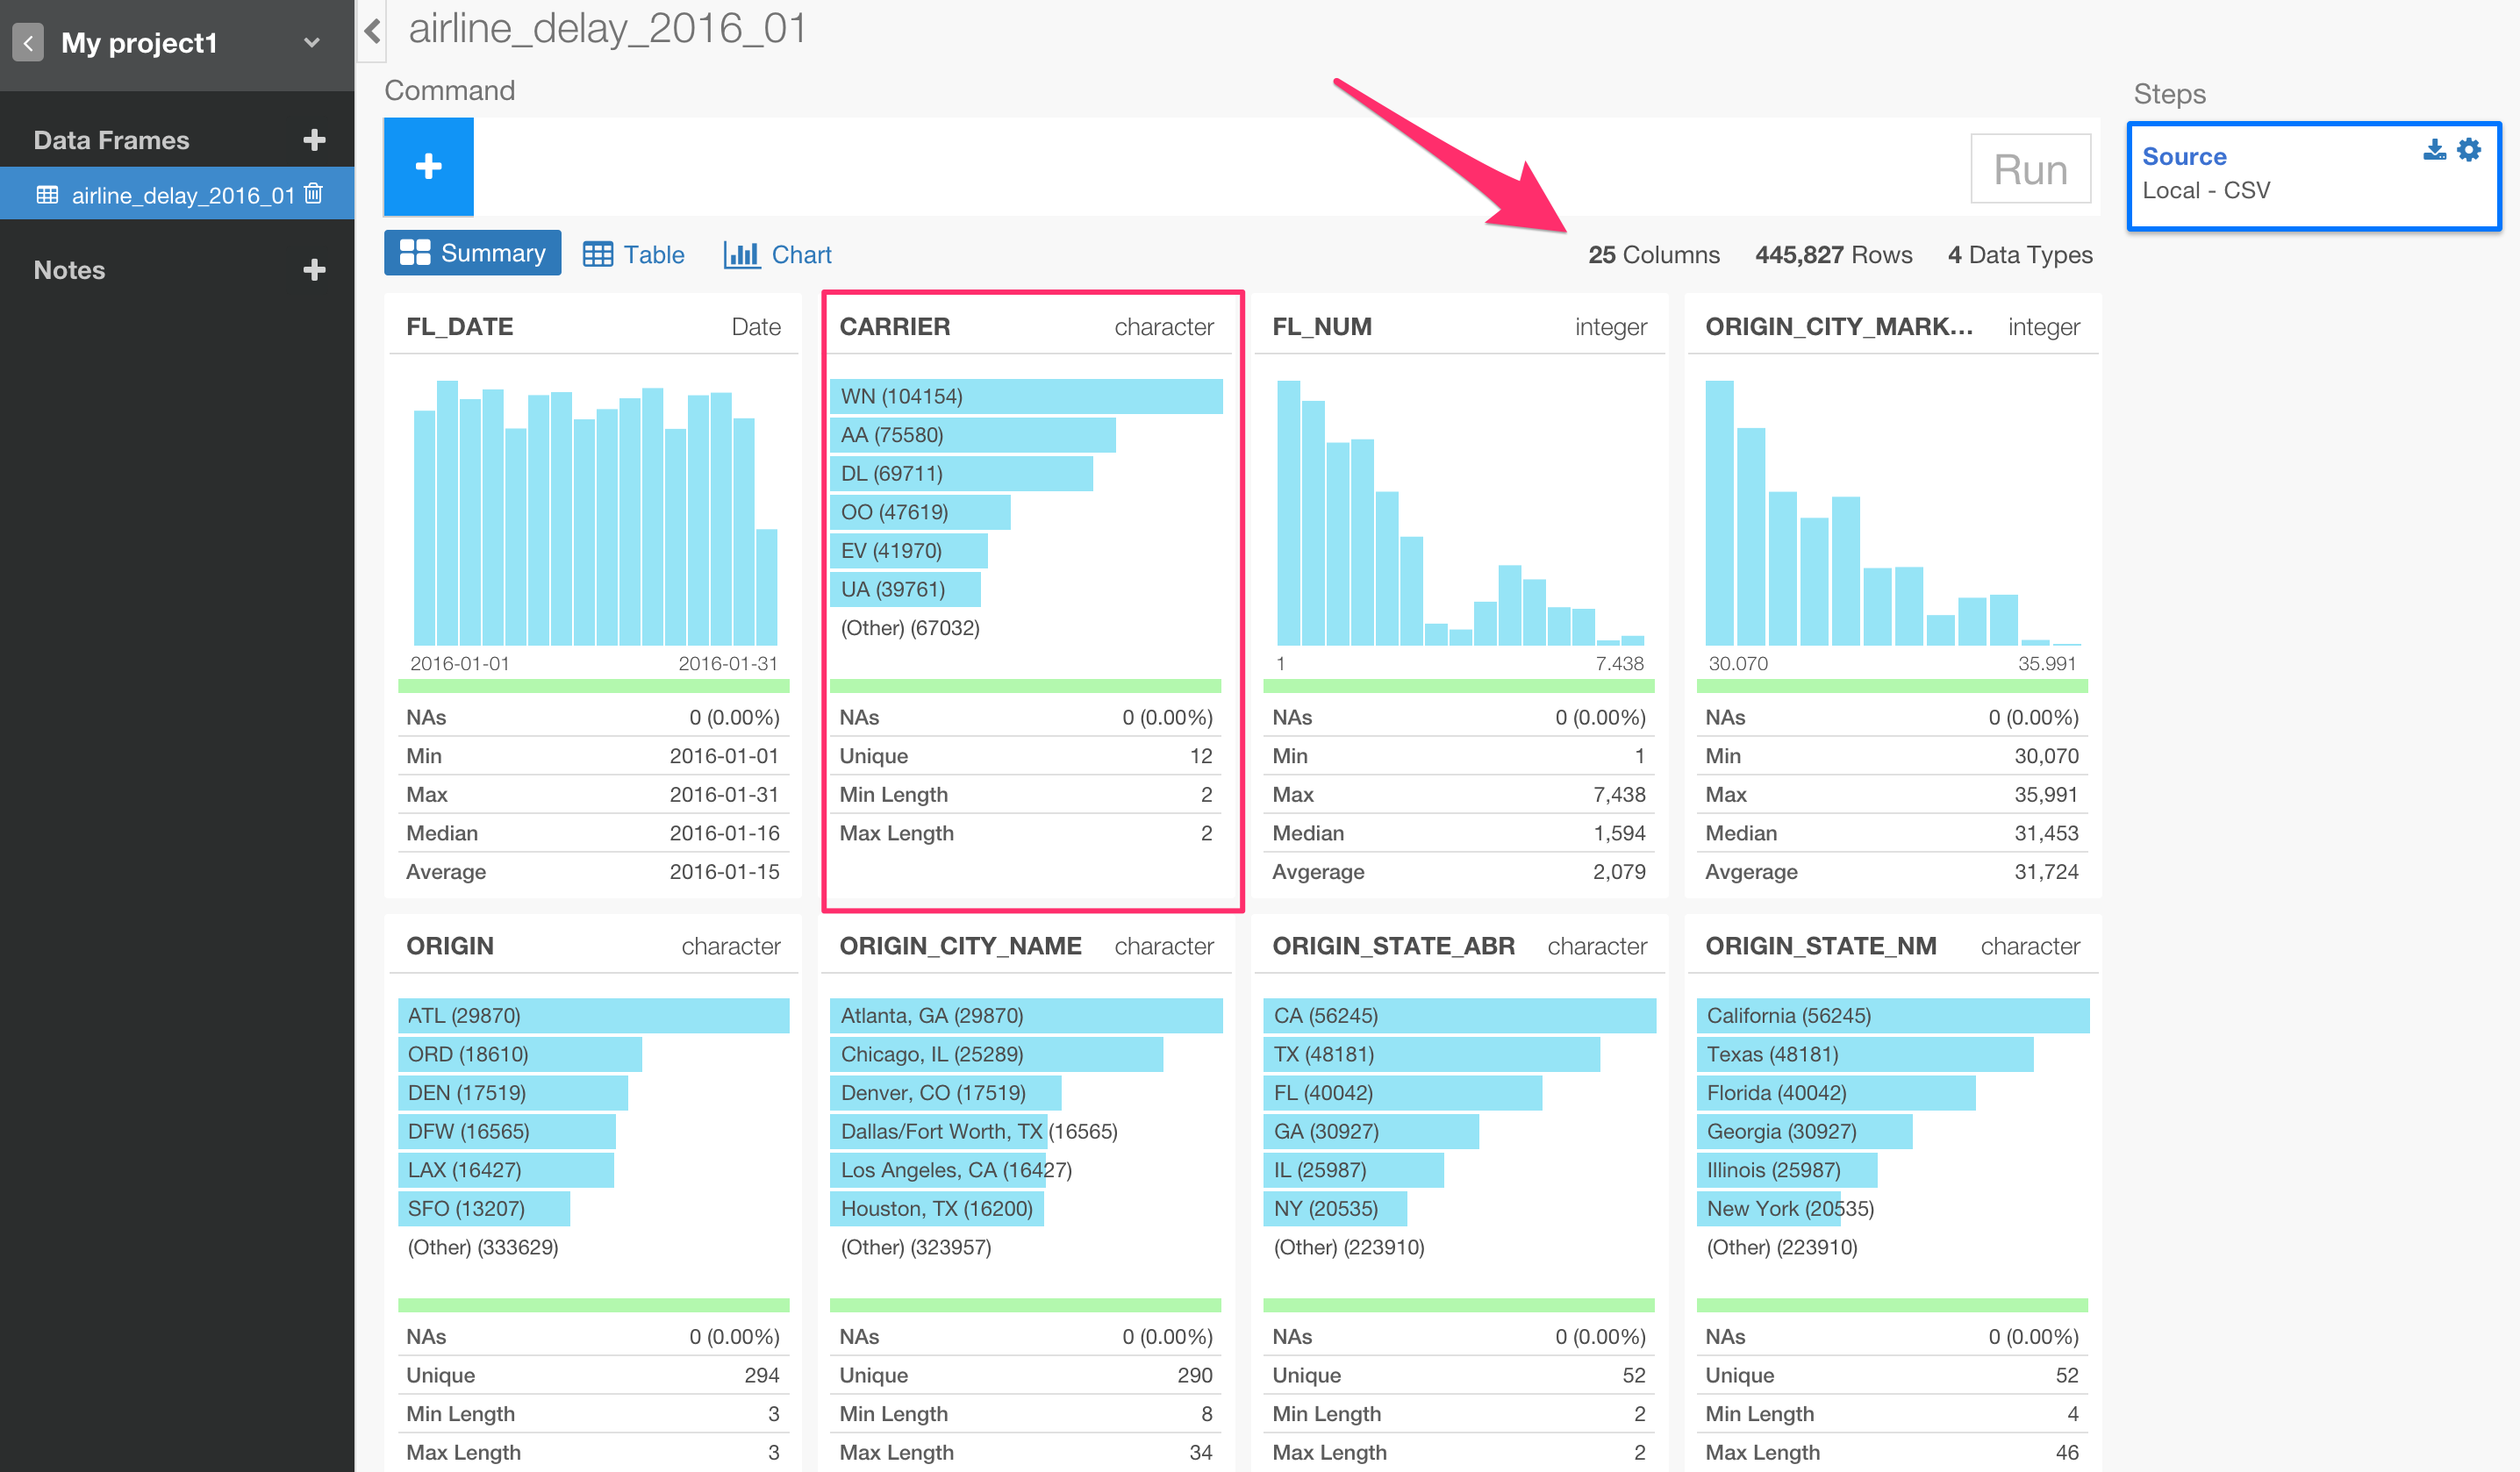 My project1
Data Frames
airline_delay_2016_01
Notes
airline_delay_2016_01
Command
Run
Summary Table Chart
25 Columns 445,827 Rows 4 Data Types
Steps
Source
Local - CSV
FL_DATE Date
2016-01-01 2016-01-31
NAs 0 (0.00%)
Min 2016-01-01
Max 2016-01-31
Median 2016-01-16
Average 2016-01-15
CARRIER character
WN (104154)
AA (75580)
DL (69711)
OO (47619)
EV (41970)
UA (39761)
(Other) (67032)
NAs 0 (0.00%)
Unique 12
Min Length 2
Max Length 2
FL_NUM integer
1 7.438
NAs 0 (0.00%)
Min 1
Max 7,438
Median 1,594
Avgerage 2,079
ORIGIN_CITY_MARK... integer
30.070 35.991
NAs 0 (0.00%)
Min 30,070
Max 35,991
Median 31,453
Avgerage 31,724
ORIGIN character
ATL (29870)
ORD (18610)
DEN (17519)
DFW (16565)
LAX (16427)
SFO (13207)
(Other) (333629)
NAs 0 (0.00%)
Unique 294
Min Length 3
Max Length 3
ORIGIN_CITY_NAME character
Atlanta, GA (29870)
Chicago, IL (25289)
Denver, CO (17519)
Dallas/Fort Worth, TX (16565)
Los Angeles, CA (16427)
Houston, TX (16200)
(Other) (323957)
NAs 0 (0.00%)
Unique 290
Min Length 8
Max Length 34
ORIGIN_STATE_ABR character
CA (56245)
TX (48181)
FL (40042)
GA (30927)
IL (25987)
NY (20535)
(Other) (223910)
NAs 0 (0.00%)
Unique 52
Min Length 2
Max Length 2
ORIGIN_STATE_NM character
California (56245)
Texas (48181)
Florida (40042)
Georgia (30927)
Illinois (25987)
New York (20535)
(Other) (223910)
NAs 0 (0.00%)
Unique 52
Min Length 4
Max Length 46